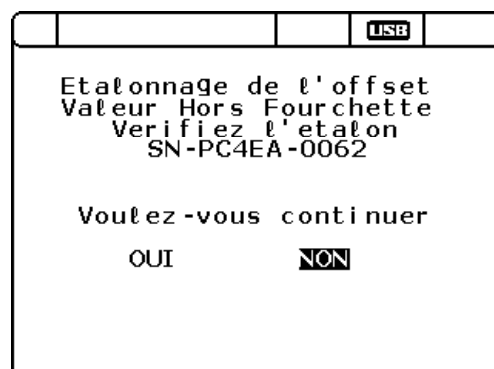 USB
Etalonnage de l'offset
Valeur Hors Fourchette
Verifiez l'etalon
SN-PC4EA-0062
Voulez-vous continuer
OUI NON